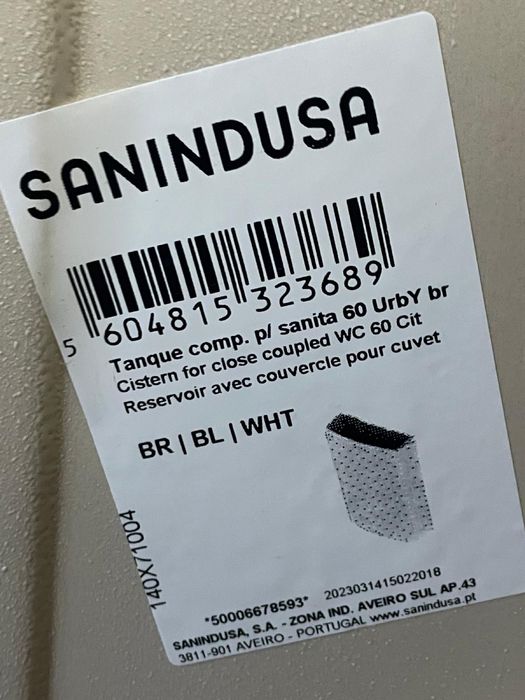 SANINDUSA
5 604815 323689
Tanque comp. p/ sanita 60 UrbY br
Cistern for close coupled WC 60 Cit
Reservoir avec couvercle pour cuvet
BR | BL | WHT
140X71004
*50006678593* 2023031415022018
SANINDUSA, S.A. - ZONA IND. AVEIRO SUL AP.43
3811-901 AVEIRO - PORTUGAL www.sanindusa.pt